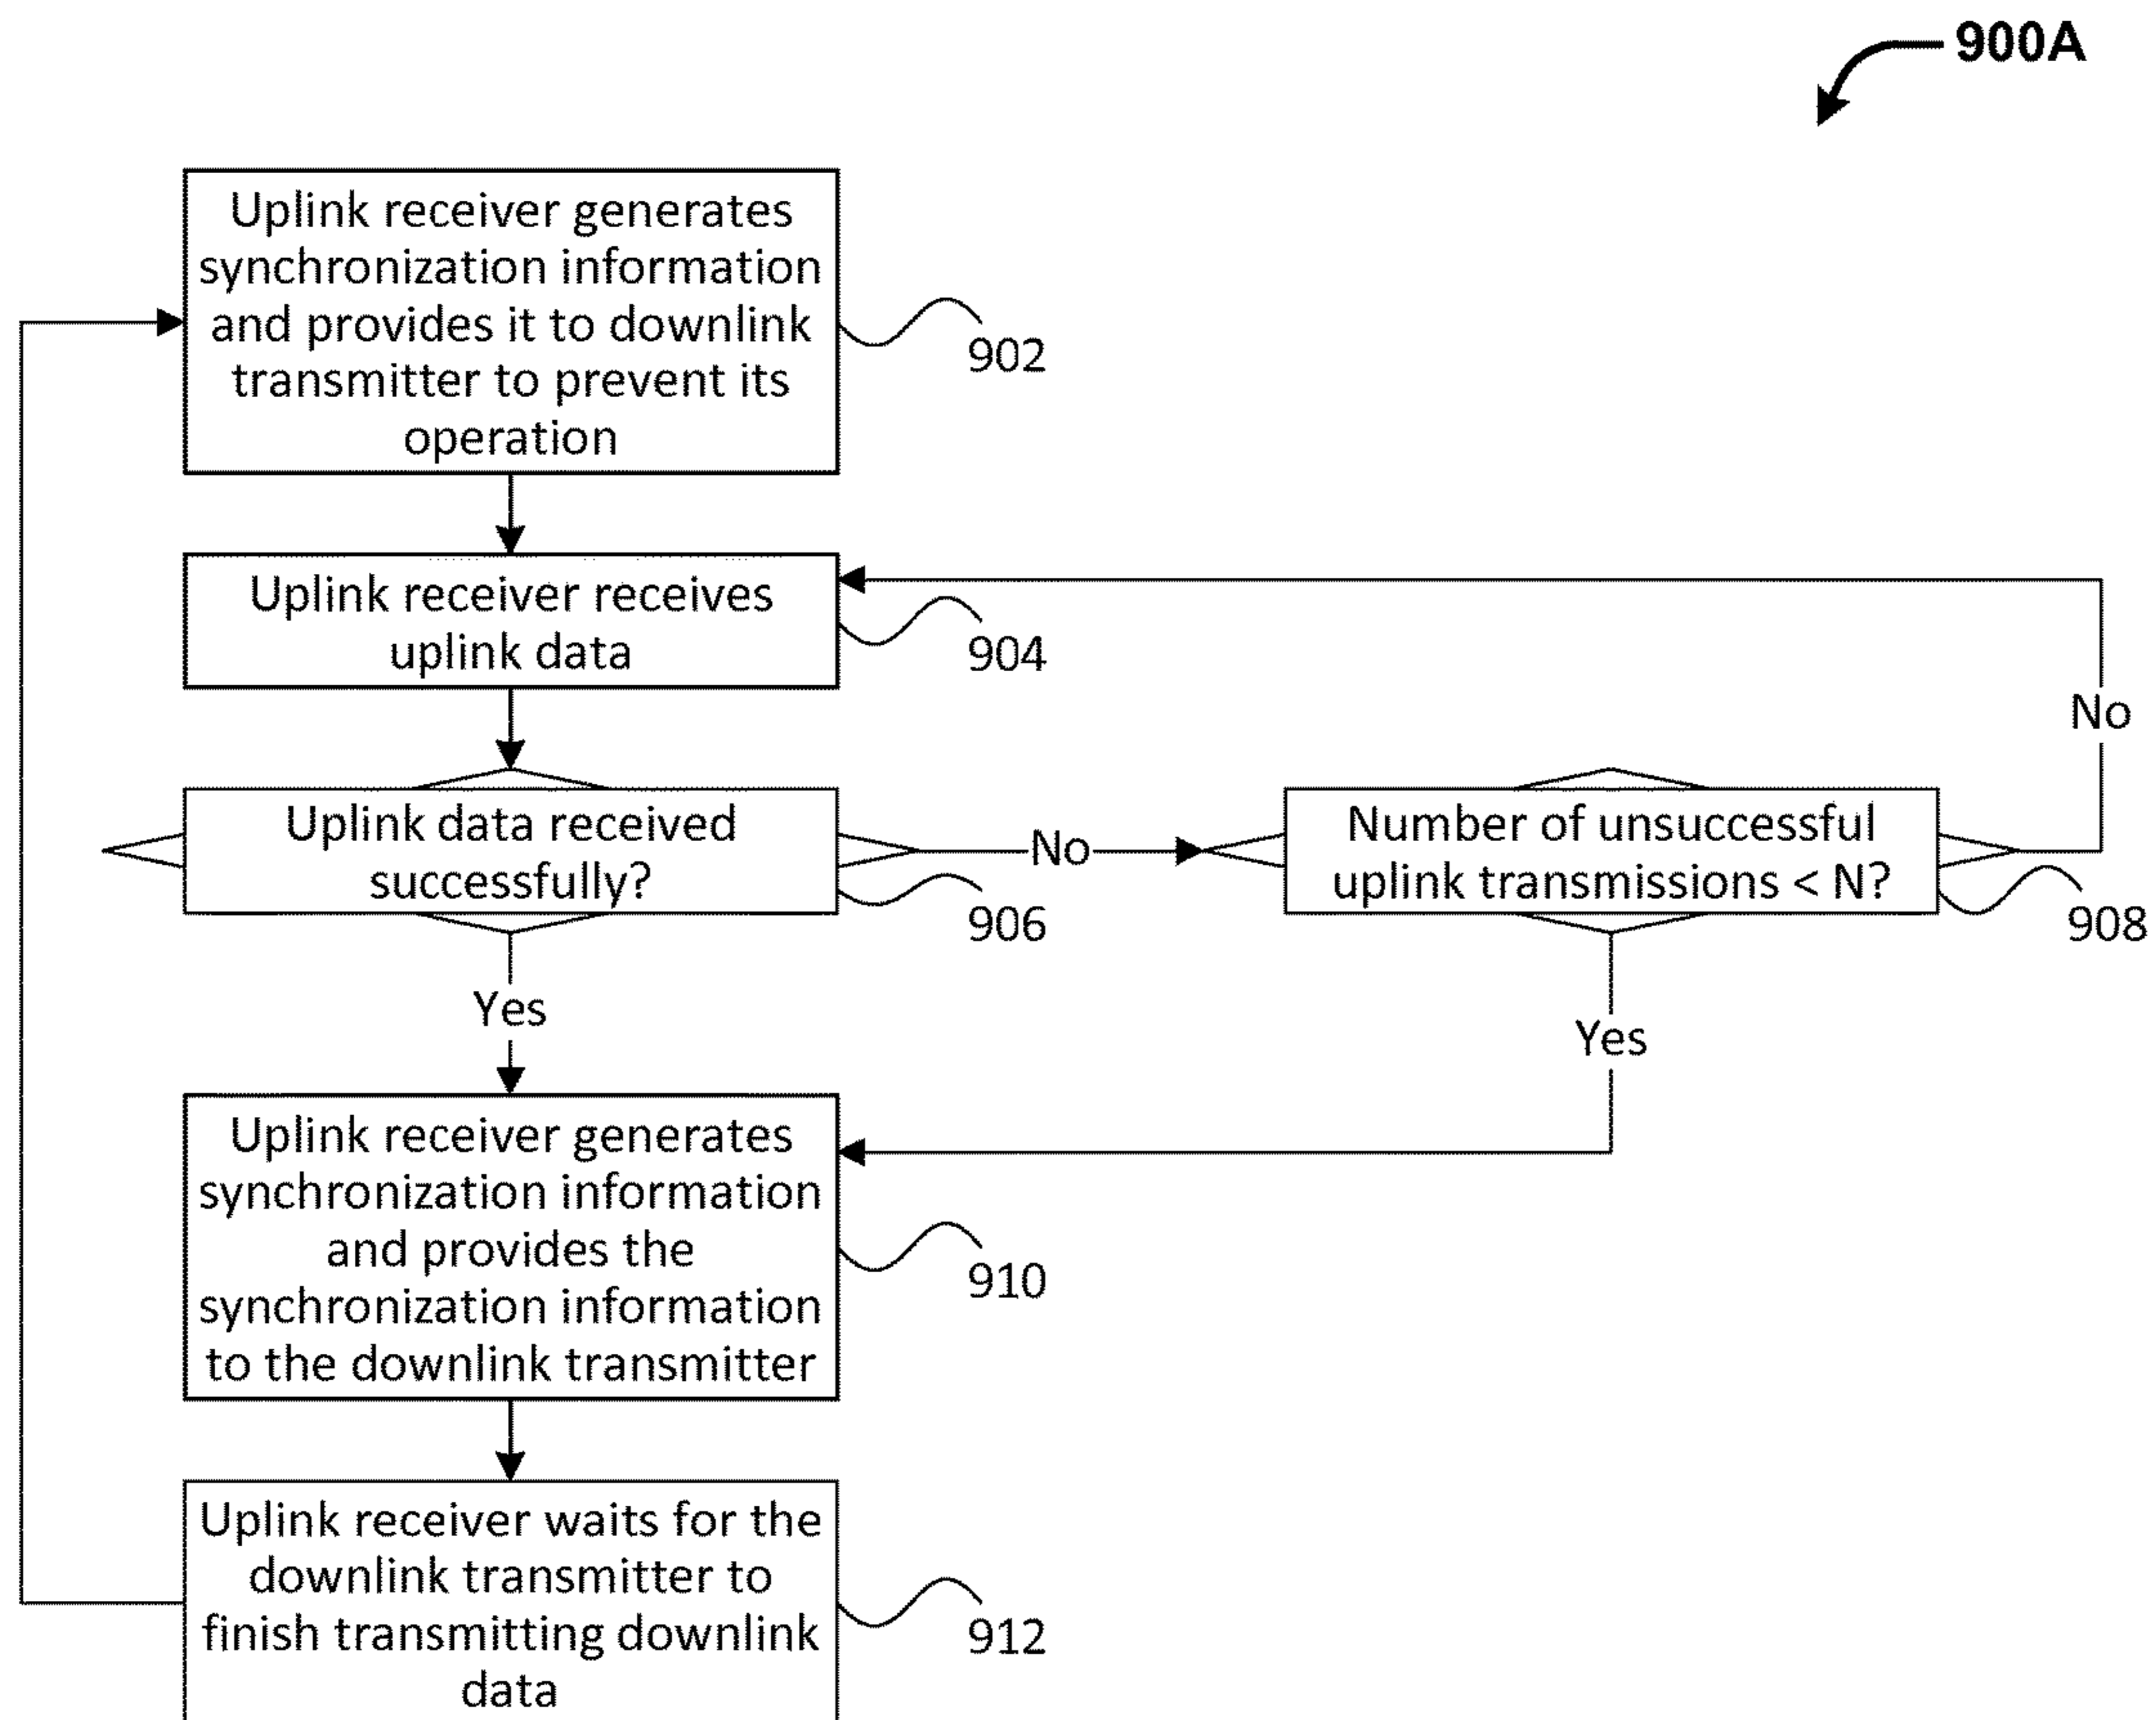 900A
Uplink receiver generates
synchronization information
and provides it to downlink
transmitter to prevent its
operation
902
Uplink receiver receives
uplink data
904
No
Uplink data received
successfully?
906
No
Number of unsuccessful
uplink transmissions < N?
908
Yes
Yes
Uplink receiver generates
synchronization information
and provides the
synchronization information
to the downlink transmitter
910
Uplink receiver waits for the
downlink transmitter to
finish transmitting downlink
data
912